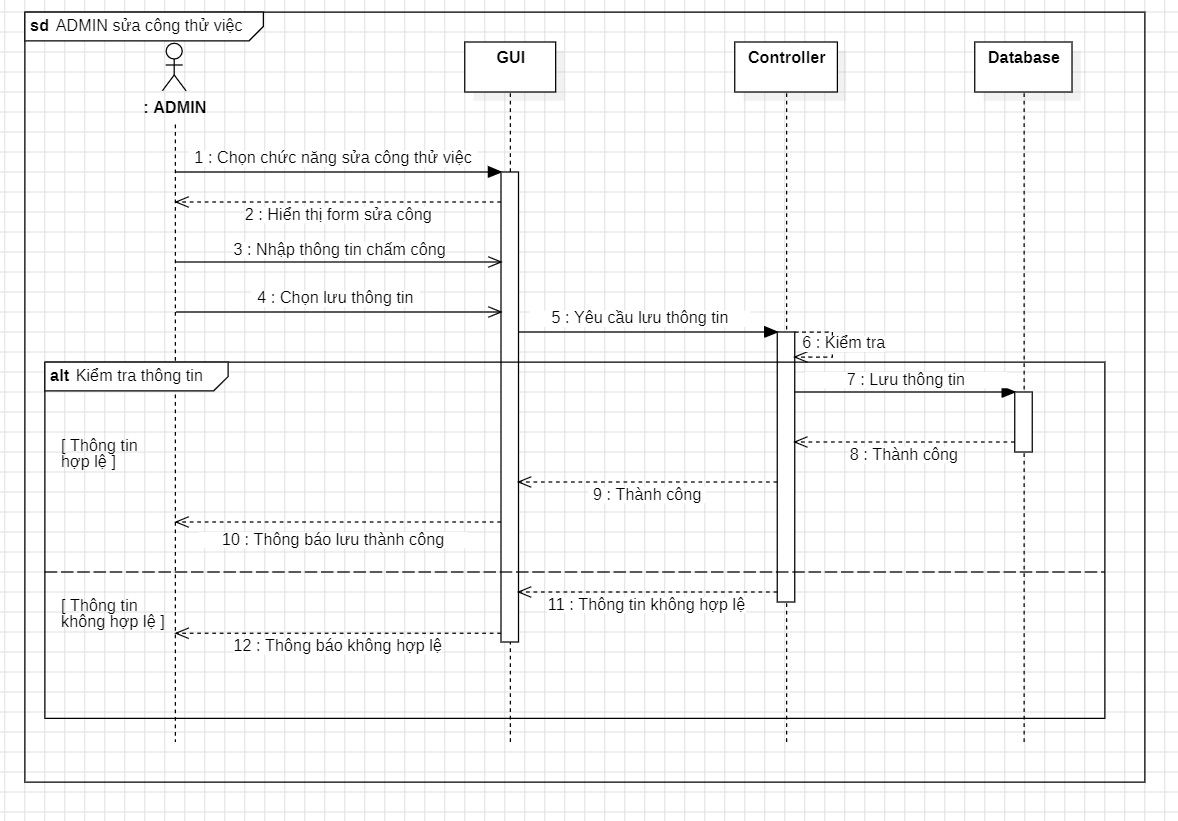 sd ADMIN sửa công thử việc
GUI
Controller
Database
: ADMIN
1 : Chọn chức năng sửa công thử việc
2 : Hiển thị form sửa công
3 : Nhập thông tin chấm công
4 : Chọn lưu thông tin
5 : Yêu cầu lưu thông tin
6 : Kiểm tra
alt Kiểm tra thông tin
7 : Lưu thông tin
[ Thông tin
hợp lệ ]
8 : Thành công
9 : Thành công
10 : Thông báo lưu thành công
[ Thông tin
không hợp lệ ]
11 : Thông tin không hợp lệ
12 : Thông báo không hợp lệ